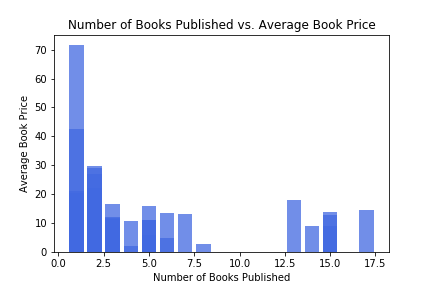 Number of Books Published vs. Average Book Price
70
60
50
40
30
20
10
0
Average Book Price
0.0 2.5 5.0 7.5 10.0 12.5 15.0 17.5
Number of Books Published